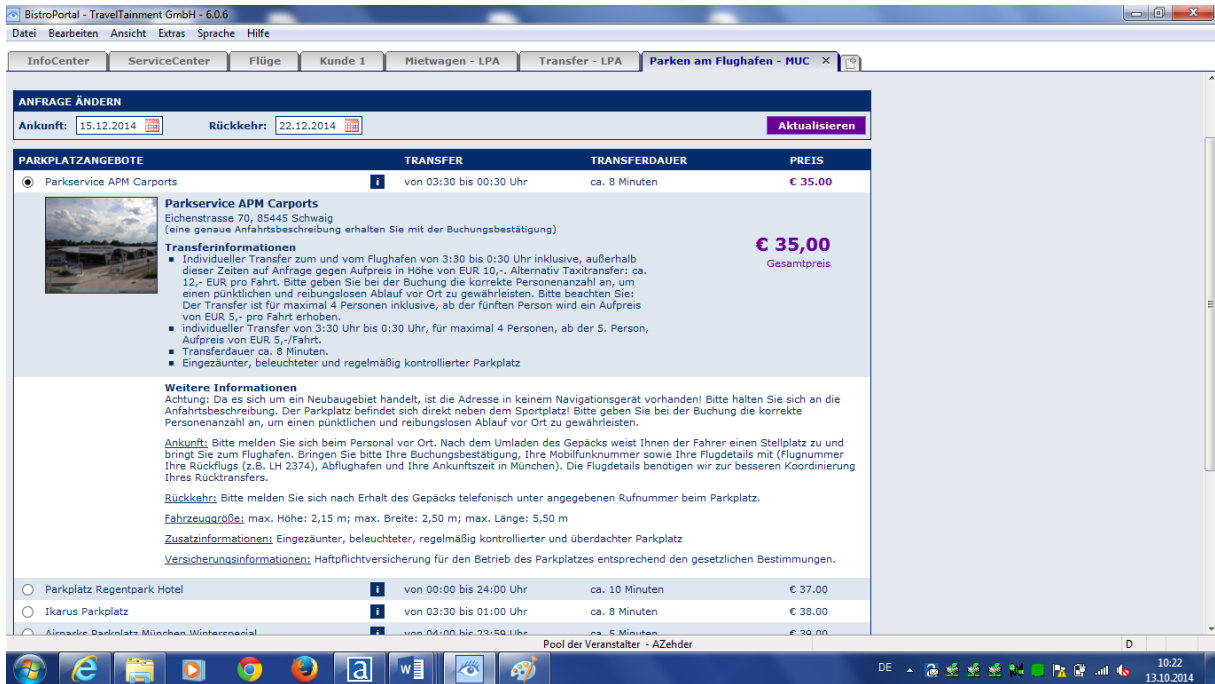 BistroPortal - TravelTainment GmbH - 6.0.6
Datei Bearbeiten Ansicht Extras Sprache Hilfe
InfoCenter ServiceCenter Flüge Kunde 1 Mietwagen - LPA Transfer - LPA Parken am Flughafen - MUC ×
ANFRAGE ÄNDERN
Ankunft: 15.12.2014 Rückkehr: 22.12.2014 Aktualisieren
PARKPLATZANGEBOTE TRANSFER TRANSFERDAUER PREIS
Parkservice APM Carports i von 03:30 bis 00:30 Uhr ca. 8 Minuten € 35.00
Parkservice APM Carports
Eichenstrasse 70, 85445 Schwaig
(eine genaue Anfahrtsbeschreibung erhalten Sie mit der Buchungsbestätigung)
Transferinformationen
€ 35,00
Gesamtpreis
Individueller Transfer zum und vom Flughafen von 3:30 bis 0:30 Uhr inklusive, außerhalb
dieser Zeiten auf Anfrage gegen Aufpreis in Höhe von EUR 10,-. Alternativ Taxitransfer: ca.
12,- EUR pro Fahrt. Bitte geben Sie bei der Buchung die korrekte Personenanzahl an, um
einen pünktlichen und reibungslosen Ablauf vor Ort zu gewährleisten. Bitte beachten Sie:
Der Transfer ist für maximal 4 Personen inklusive, ab der fünften Person wird ein Aufpreis
von EUR 5,- pro Fahrt erhoben.
individueller Transfer von 3:30 Uhr bis 0:30 Uhr, für maximal 4 Personen, ab der 5. Person,
Aufpreis von EUR 5,-/Fahrt.
Transferdauer ca. 8 Minuten.
Eingezäunter, beleuchteter und regelmäßig kontrollierter Parkplatz
Weitere Informationen
Achtung: Da es sich um ein Neubaugebiet handelt, ist die Adresse in keinem Navigationsgerät vorhanden! Bitte halten Sie sich an die
Anfahrtsbeschreibung. Der Parkplatz befindet sich direkt neben dem Sportplatz! Bitte geben Sie bei der Buchung die korrekte
Personenanzahl an, um einen pünktlichen und reibungslosen Ablauf vor Ort zu gewährleisten.
Ankunft: Bitte melden Sie sich beim Personal vor Ort. Nach dem Umladen des Gepäcks weist Ihnen der Fahrer einen Stellplatz zu und
bringt Sie zum Flughafen. Bringen Sie bitte Ihre Buchungsbestätigung, Ihre Mobilfunknummer sowie Ihre Flugdetails mit (Flugnummer
Ihre Rückflugs (z.B. LH 2374), Abflughafen und Ihre Ankunftszeit in München). Die Flugdetails benötigen wir zur besseren Koordinierung
Ihres Rücktransfers.
Rückkehr: Bitte melden Sie sich nach Erhalt des Gepäcks telefonisch unter angegebenen Rufnummer beim Parkplatz.
Fahrzeuggröße: max. Höhe: 2,15 m; max. Breite: 2,50 m; max. Länge: 5,50 m
Zusatzinformationen: Eingezäunter, beleuchteter, regelmäßig kontrollierter und überdachter Parkplatz
Versicherungsinformationen: Haftpflichtversicherung für den Betrieb des Parkplatzes entsprechend den gesetzlichen Bestimmungen.
Parkplatz Regentpark Hotel i von 00:00 bis 24:00 Uhr ca. 10 Minuten € 37.00
Ikarus Parkplatz i von 03:30 bis 01:00 Uhr ca. 8 Minuten € 38.00
Airparks Parkplatz München Winterspecial i von 04:00 bis 23:59 Uhr ca. 5 Minuten € 39.00
Pool der Veranstalter - AZehder D
DE 10:22
13.10.2014